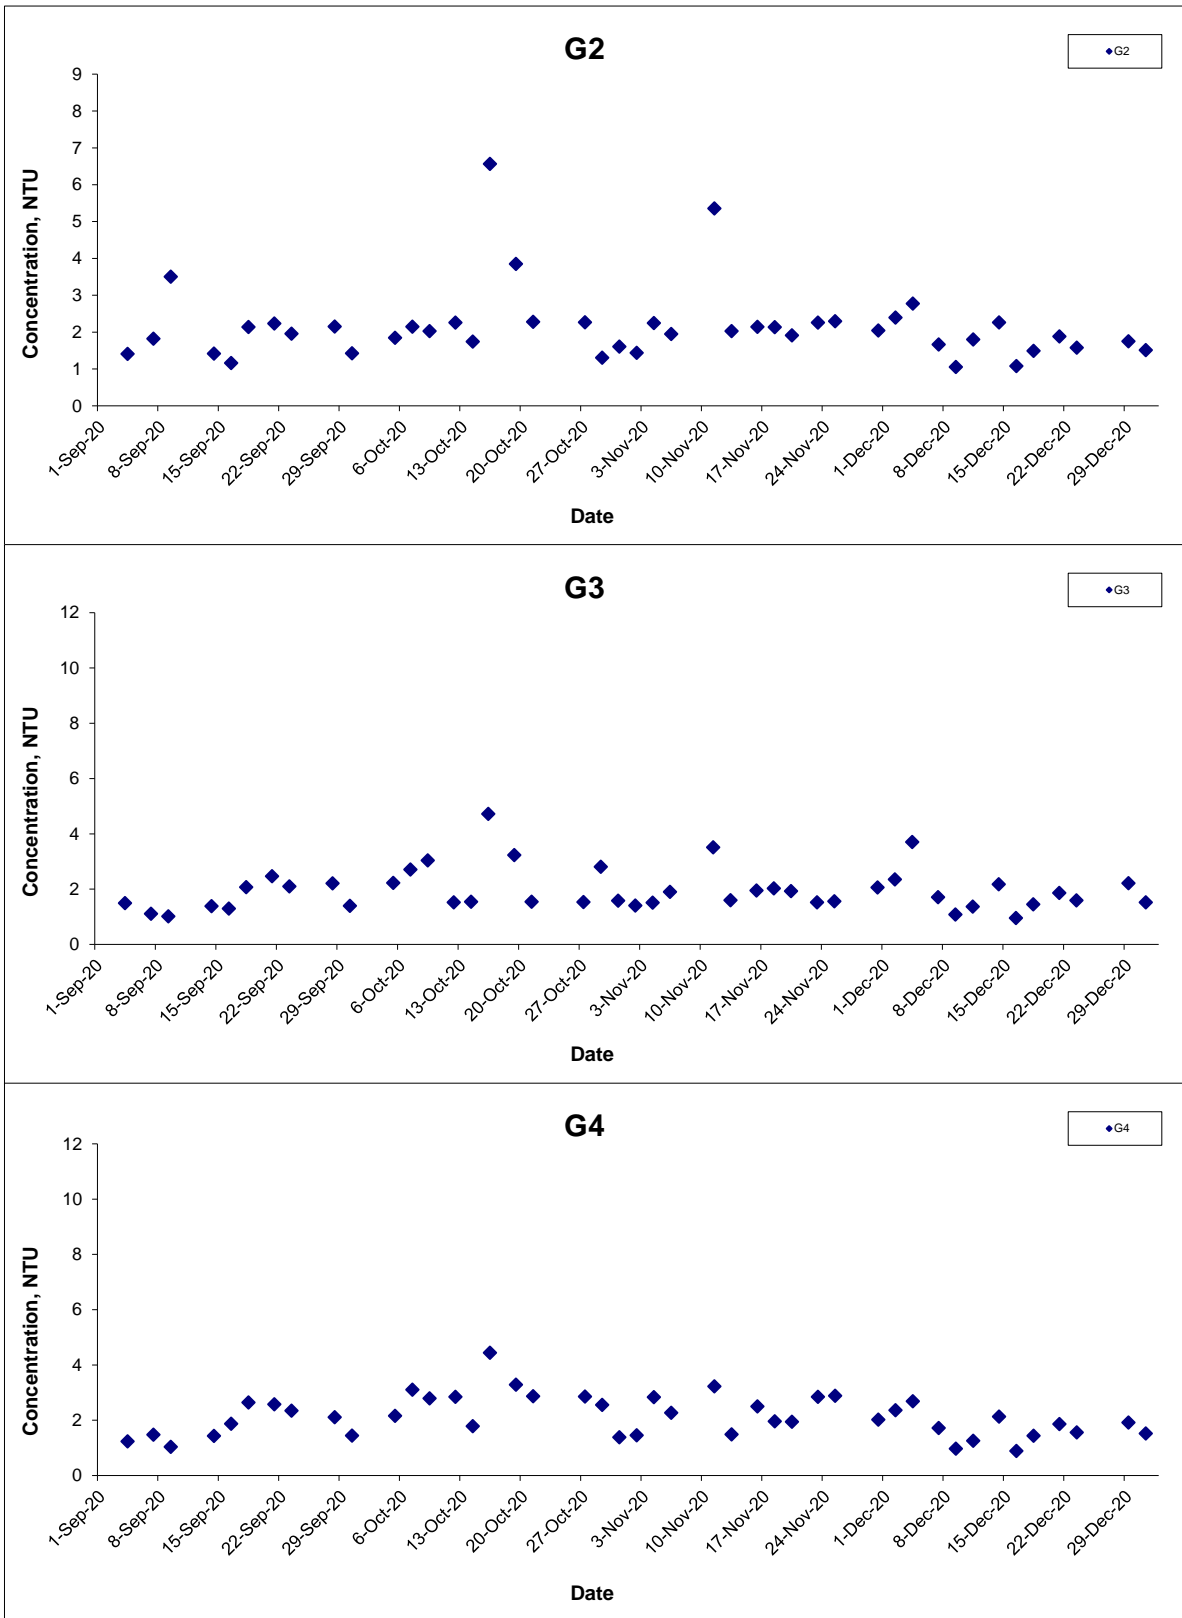 G2
G2
9
8
7
6
5
4
3
2
1
0
Concentration, NTU
1-Sep-20
8-Sep-20
15-Sep-20
22-Sep-20
29-Sep-20
6-Oct-20
13-Oct-20
20-Oct-20
27-Oct-20
3-Nov-20
10-Nov-20
17-Nov-20
24-Nov-20
1-Dec-20
8-Dec-20
15-Dec-20
22-Dec-20
29-Dec-20
Date
G3
G3
12
10
8
6
4
2
0
Concentration, NTU
1-Sep-20
8-Sep-20
15-Sep-20
22-Sep-20
29-Sep-20
6-Oct-20
13-Oct-20
20-Oct-20
27-Oct-20
3-Nov-20
10-Nov-20
17-Nov-20
24-Nov-20
1-Dec-20
8-Dec-20
15-Dec-20
22-Dec-20
29-Dec-20
Date
G4
G4
12
10
8
6
4
2
0
Concentration, NTU
1-Sep-20
8-Sep-20
15-Sep-20
22-Sep-20
29-Sep-20
6-Oct-20
13-Oct-20
20-Oct-20
27-Oct-20
3-Nov-20
10-Nov-20
17-Nov-20
24-Nov-20
1-Dec-20
8-Dec-20
15-Dec-20
22-Dec-20
29-Dec-20
Date